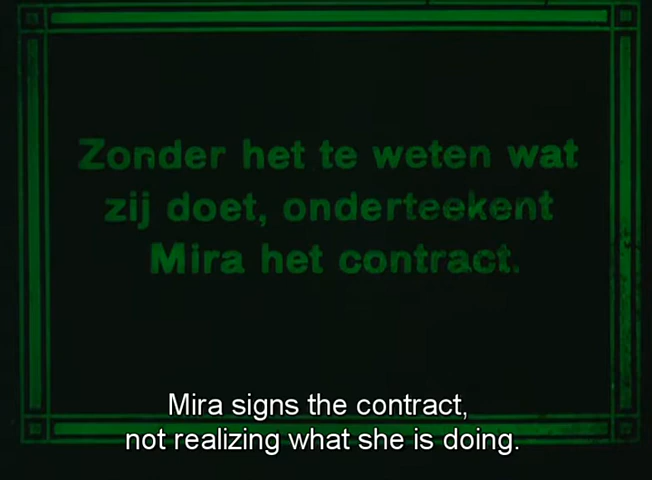 Zonder het te weten wat
zij doet, onderteekent
Mira het contract.
Mira signs the contract,
not realizing what she is doing.